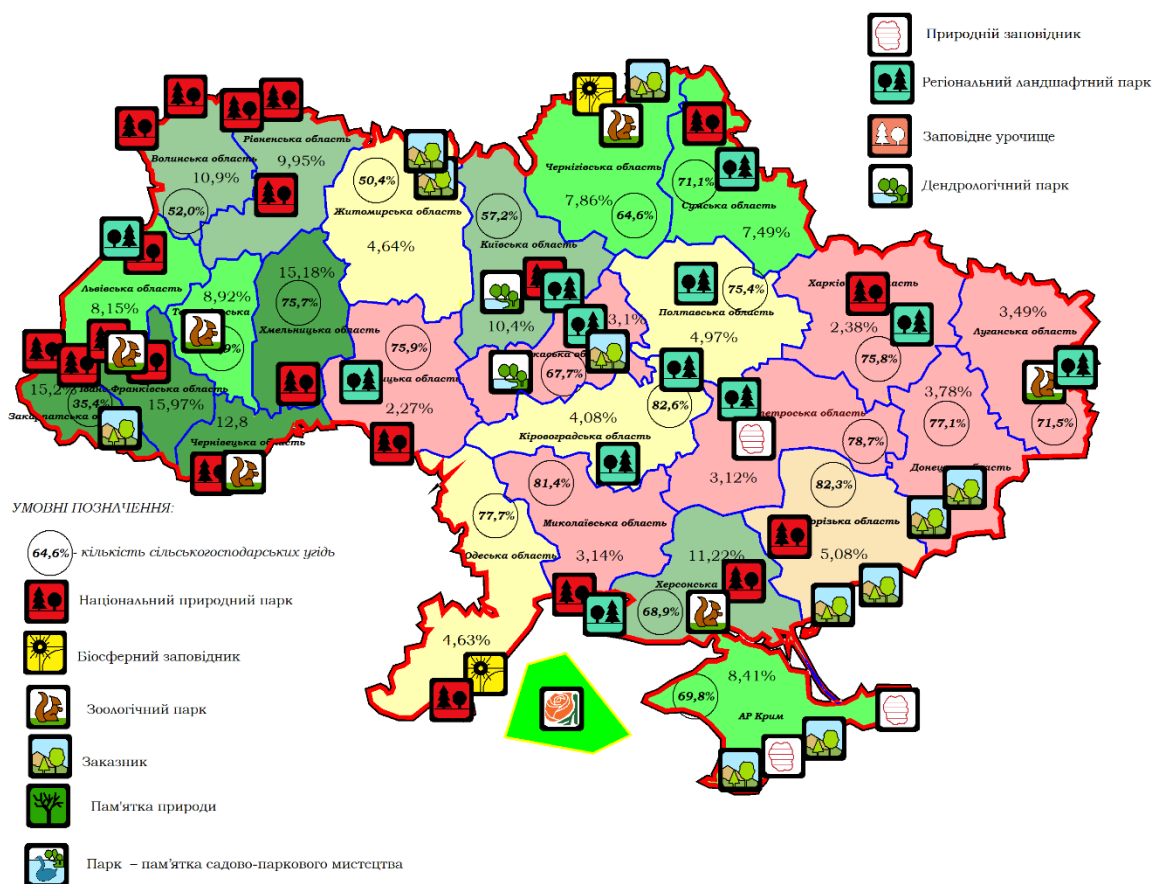 Природній заповідник
Регіональний ландшафтний парк
Заповідне урочище
Дендрологічний парк
Рівненська область
9,95%
Волинська область
10,9%
52,0%
50,4%
Житомирська область
4,64%
57,2%
Київська область
10,4%
Чернігівська область
7,86%
64,6%
71,1%
Сумська область
7,49%
Львівська область
8,15%
8,92%
15,18%
75,7%
Хмельницька область
75,9%
область
2,27%
3,1%
67,7%
75,4%
Полтавська область
4,97%
2,38%
75,8%
3,49%
Луганська область
3,78%
77,1%
71,5%
15,2%
35,4%
Франківська область
15,97%
12,8
Чернівецька область
4,08%
82,6%
Кіровоградська область
область
78,7%
3,12%
81,4%
Миколаївська область
3,14%
82,3%
область
5,08%
77,7%
Одеська область
4,63%
11,22%
Херсонська
68,9%
8,41%
69,8%
АР Крим
УМОВНІ ПОЗНАЧЕННЯ:
64,6% - кількість сільськогосподарських угідь
Національний природний парк
Біосферний заповідник
Зоологічний парк
Заказник
Пам'ятка природи
Парк – пам'ятка садово-паркового мистецтва